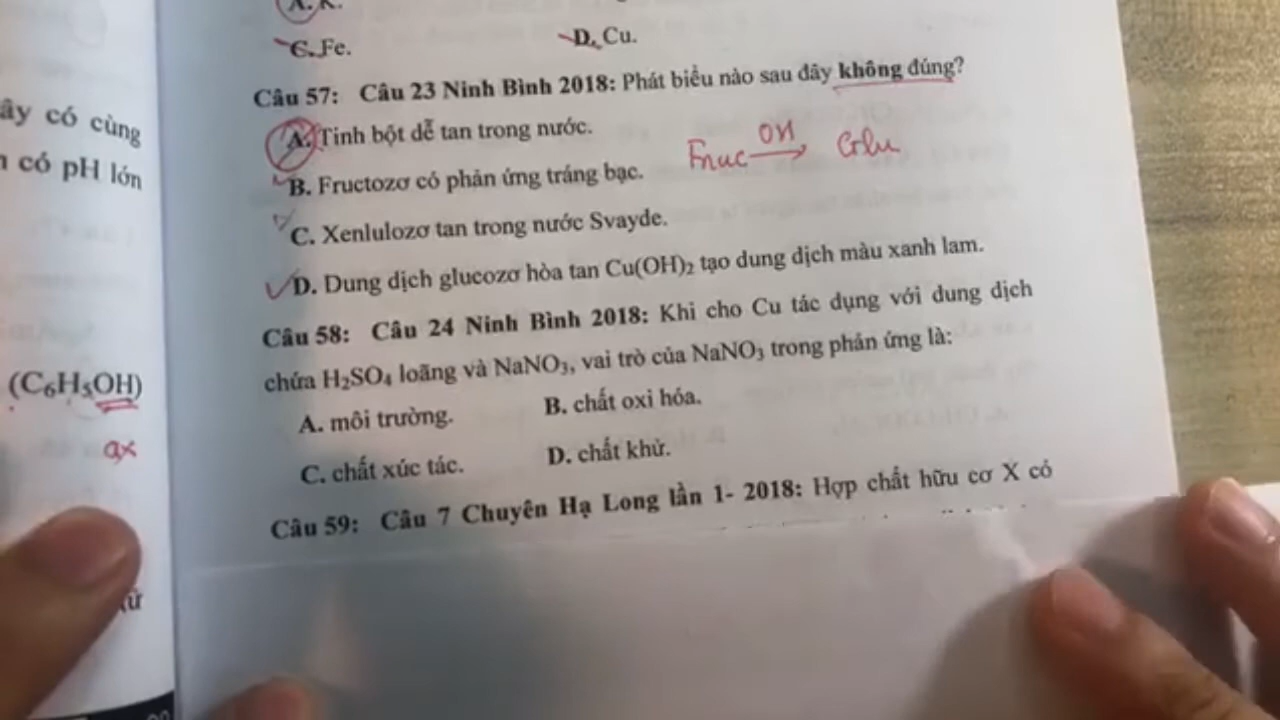 A. K.
C. Fe.
D. Cu.
Câu 57: Câu 23 Ninh Bình 2018: Phát biểu nào sau đây không đúng?
A. Tinh bột dễ tan trong nước.
B. Fructozơ có phản ứng tráng bạc.
C. Xenlulozơ tan trong nước Svayde.
D. Dung dịch glucozơ hòa tan Cu(OH)₂ tạo dung dịch màu xanh lam.
Fruc OH → Glu
Câu 58: Câu 24 Ninh Bình 2018: Khi cho Cu tác dụng với dung dịch
chứa H₂SO₄ loãng và NaNO₃, vai trò của NaNO₃ trong phản ứng là:
A. môi trường.
B. chất oxi hóa.
C. chất xúc tác.
D. chất khử.
Câu 59: Câu 7 Chuyên Hạ Long lần 1- 2018: Hợp chất hữu cơ X có
ây có cùng
có pH lớn
(C₆H₅OH)
ax